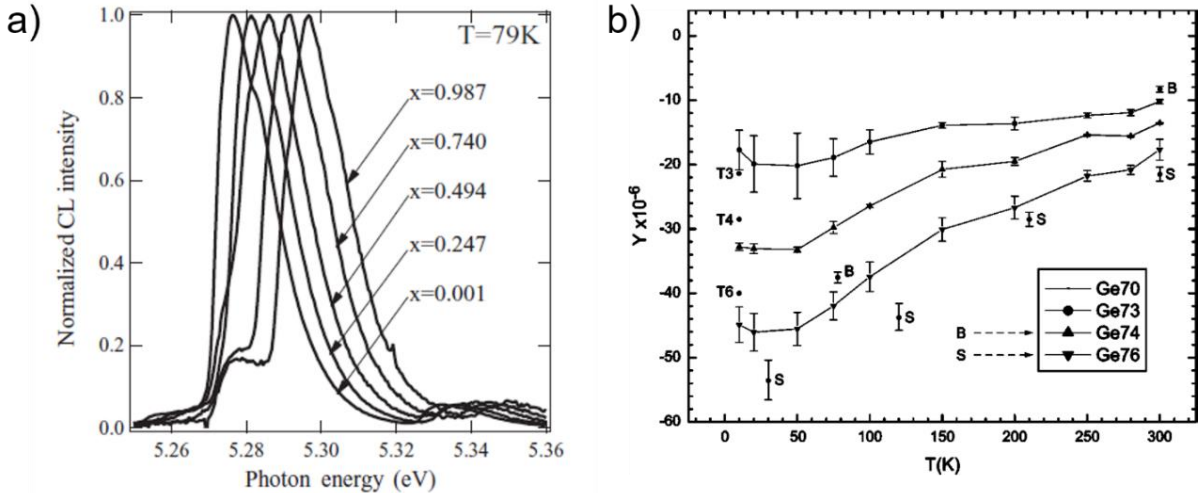 a)
T=79K
x=0.987
x=0.740
x=0.494
x=0.247
x=0.001
Normalized CL intensity
1.0
0.8
0.6
0.4
0.2
0.0
5.26
5.28
5.30
5.32
5.34
5.36
Photon energy (eV)
b)
Y x10-6
0
-10
-20
-30
-40
-50
-60
T3
T4
T6
B
S
B
S
S
S
B
S
Ge70
Ge73
Ge74
Ge76
0
50
100
150
200
250
300
T(K)